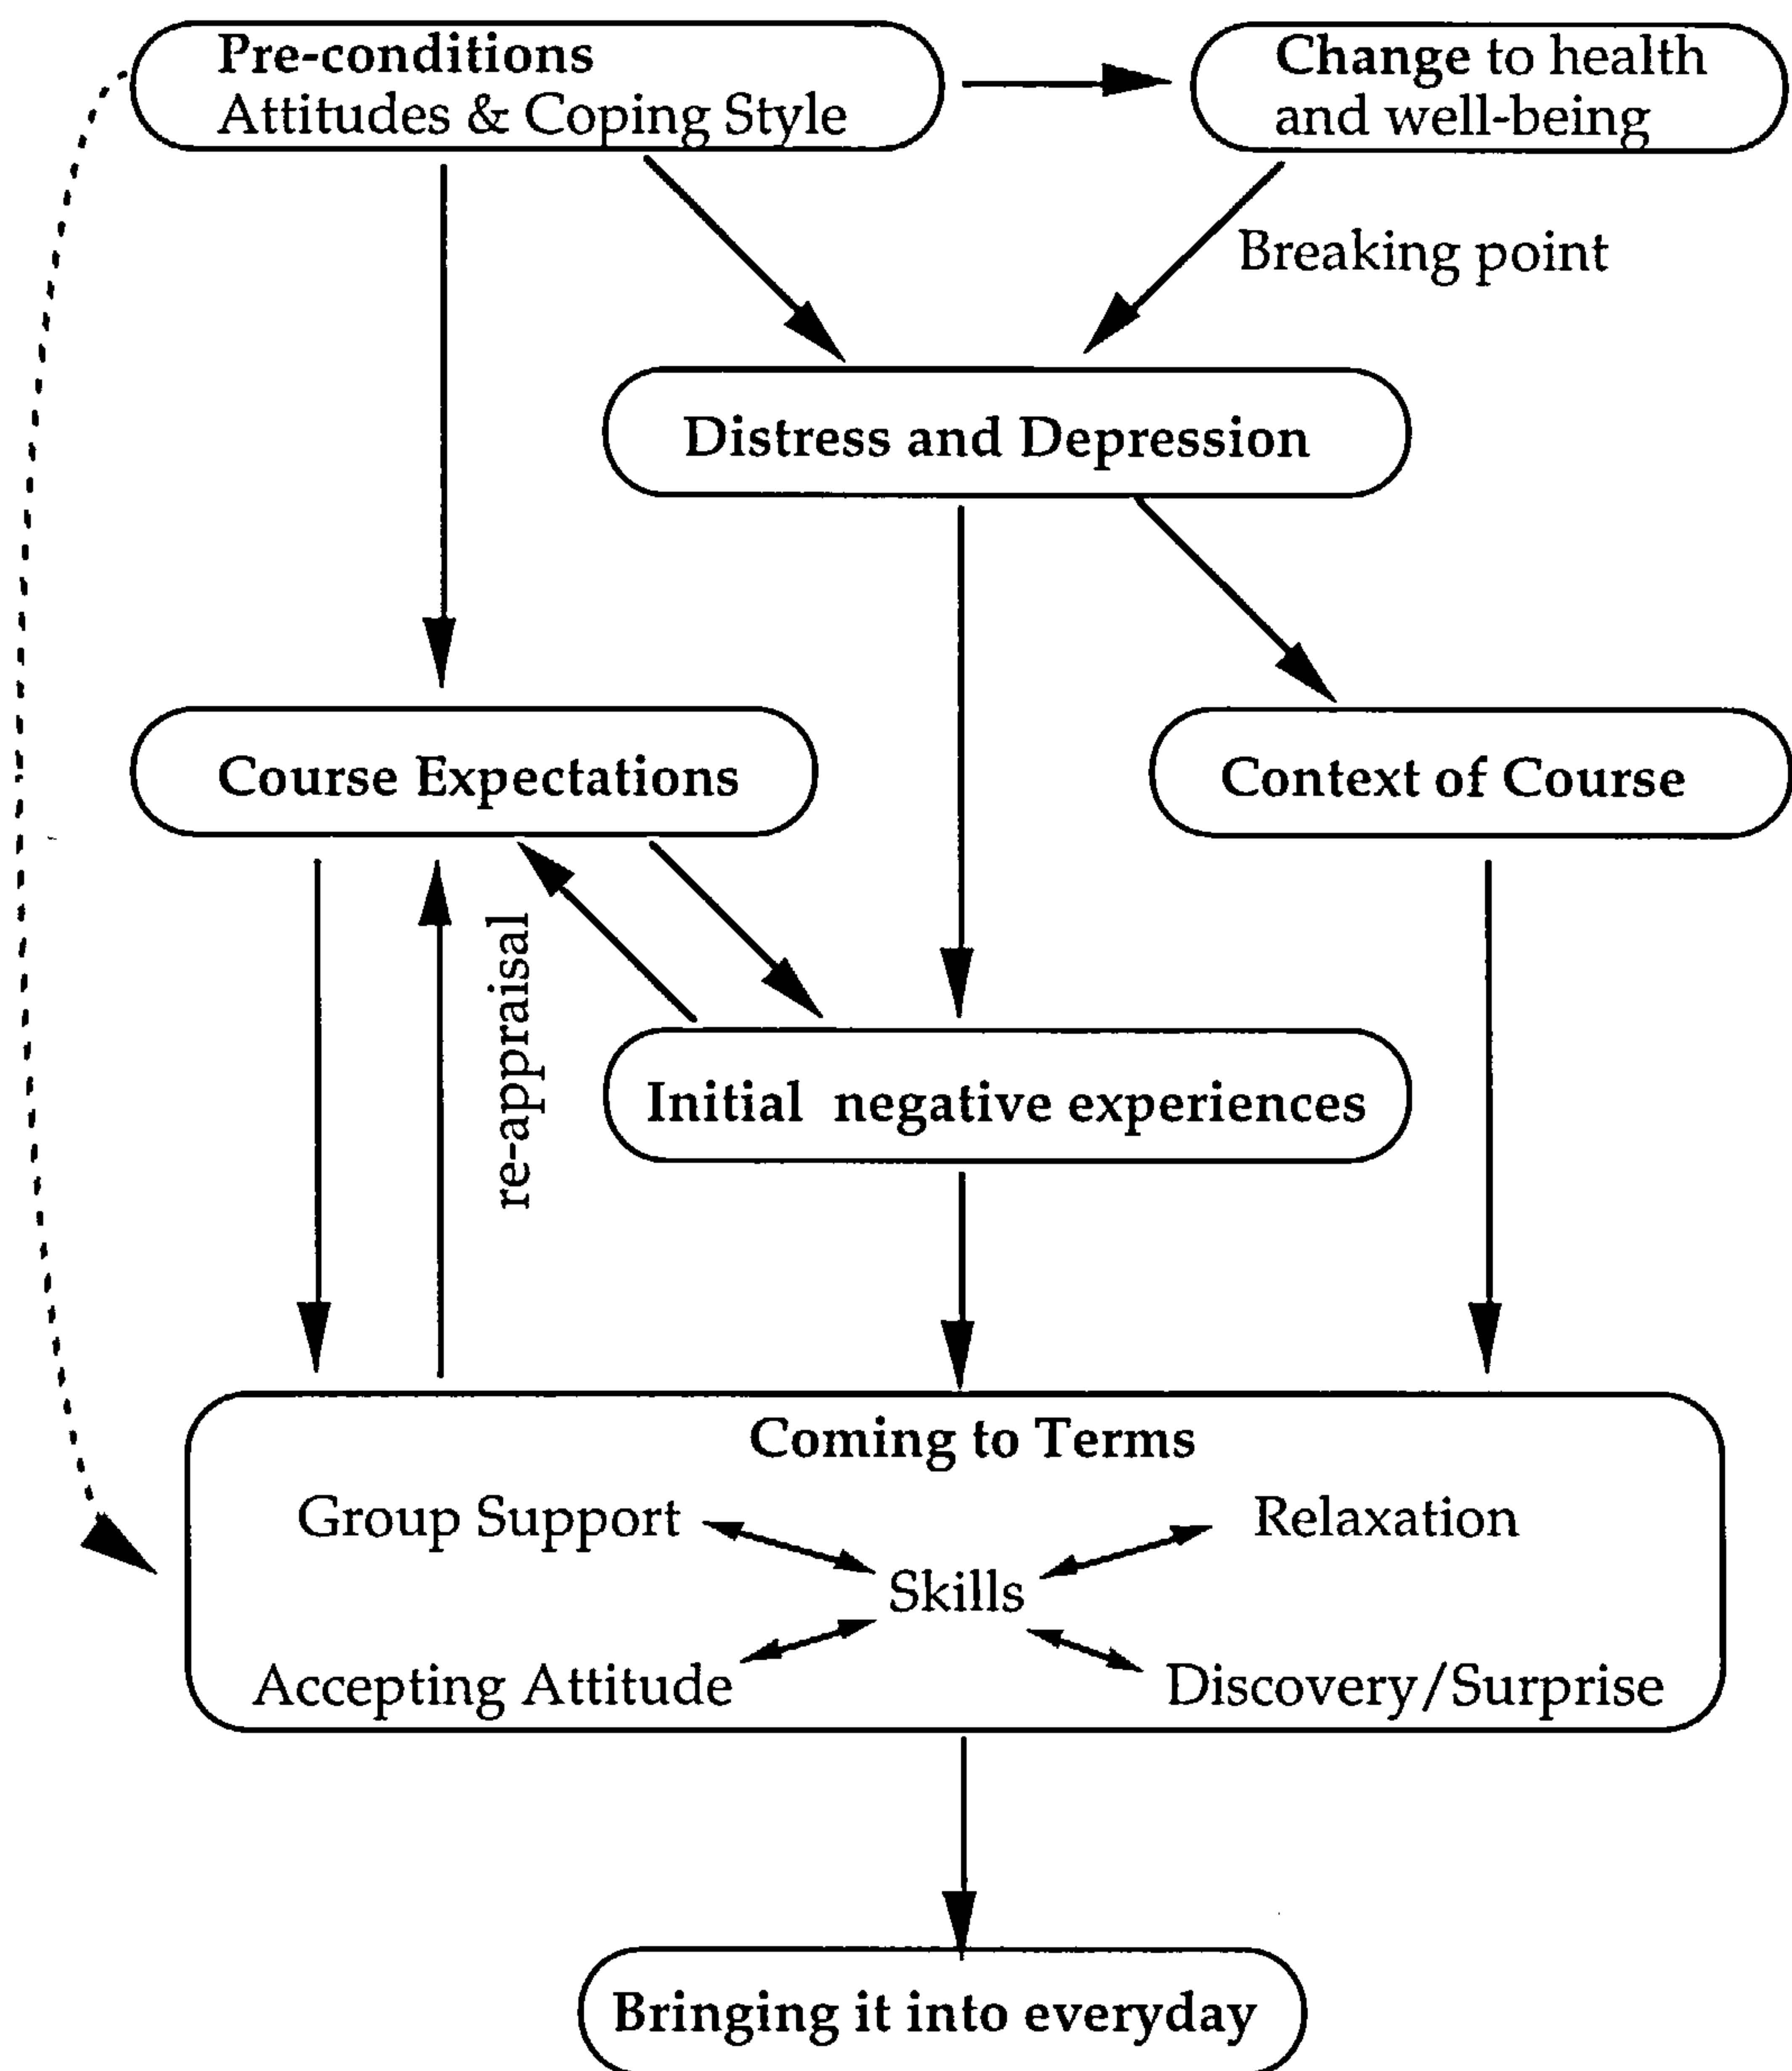 Pre-conditions
Attitudes & Coping Style
Change to health
and well-being
Breaking point
Distress and Depression
Course Expectations
Context of Course
re-appraisal
Initial negative experiences
Coming to Terms
Group Support
Relaxation
Skills
Accepting Attitude
Discovery/Surprise
Bringing it into everyday